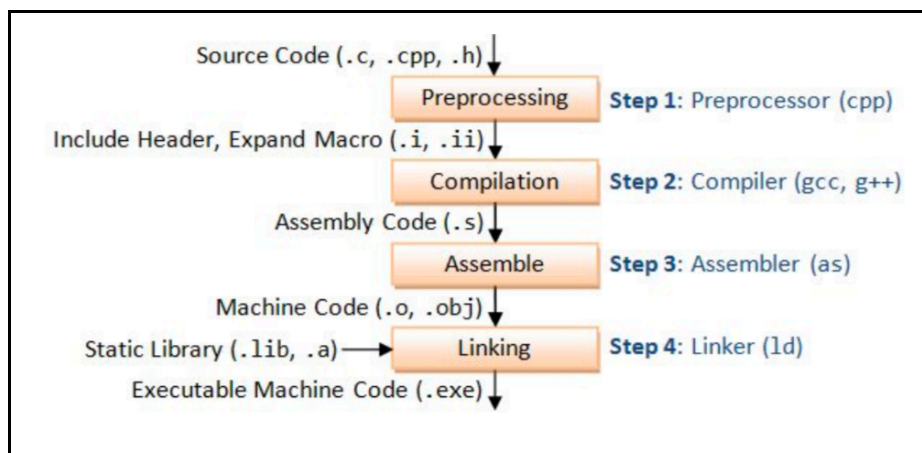 Source Code (.c, .cpp, .h)
Preprocessing
Step 1: Preprocessor (cpp)
Include Header, Expand Macro (.i, .ii)
Compilation
Step 2: Compiler (gcc, g++)
Assembly Code (.s)
Assemble
Step 3: Assembler (as)
Machine Code (.o, .obj)
Static Library (.lib, .a)
Linking
Step 4: Linker (ld)
Executable Machine Code (.exe)